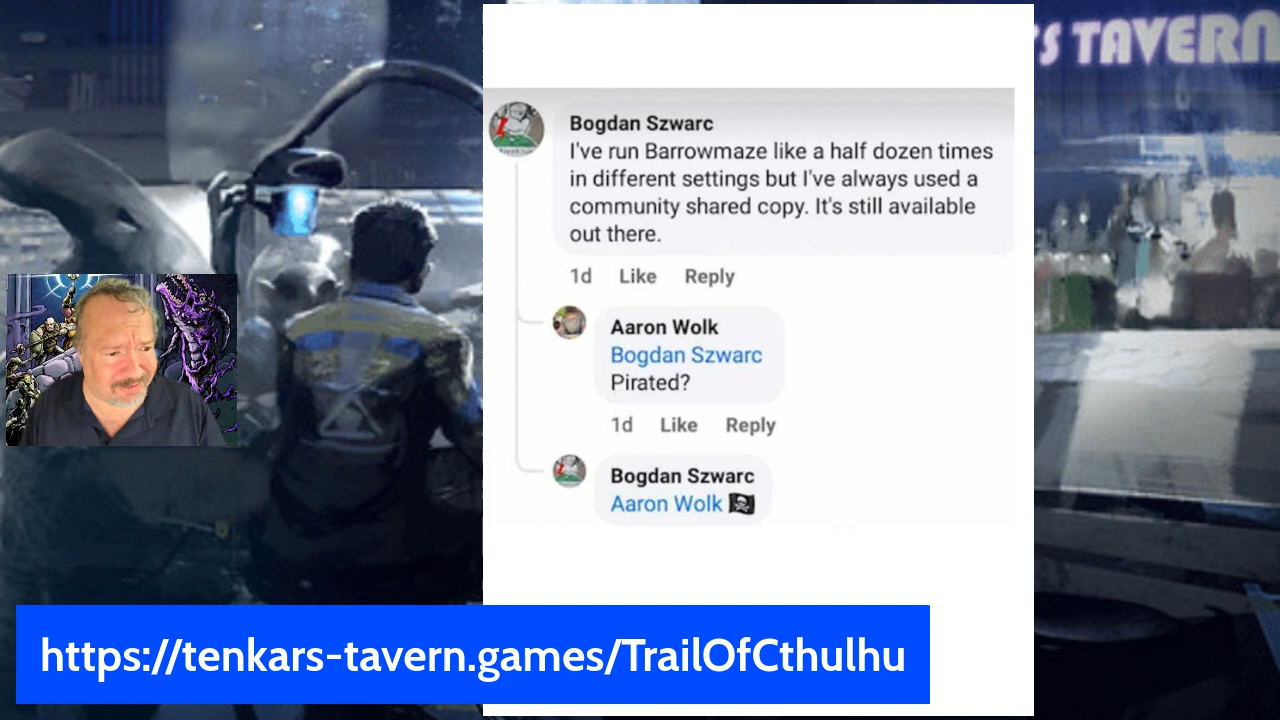 'S TAVERN
Bogdan Szwarc
I've run Barrowmaze like a half dozen times
in different settings but I've always used a
community shared copy. It's still available
out there.
1d Like Reply
Aaron Wolk
Bogdan Szwarc
Pirated?
1d Like Reply
Bogdan Szwarc
Aaron Wolk 🏴‍☠️
https://tenkars-tavern.games/TrailOfCthulhu